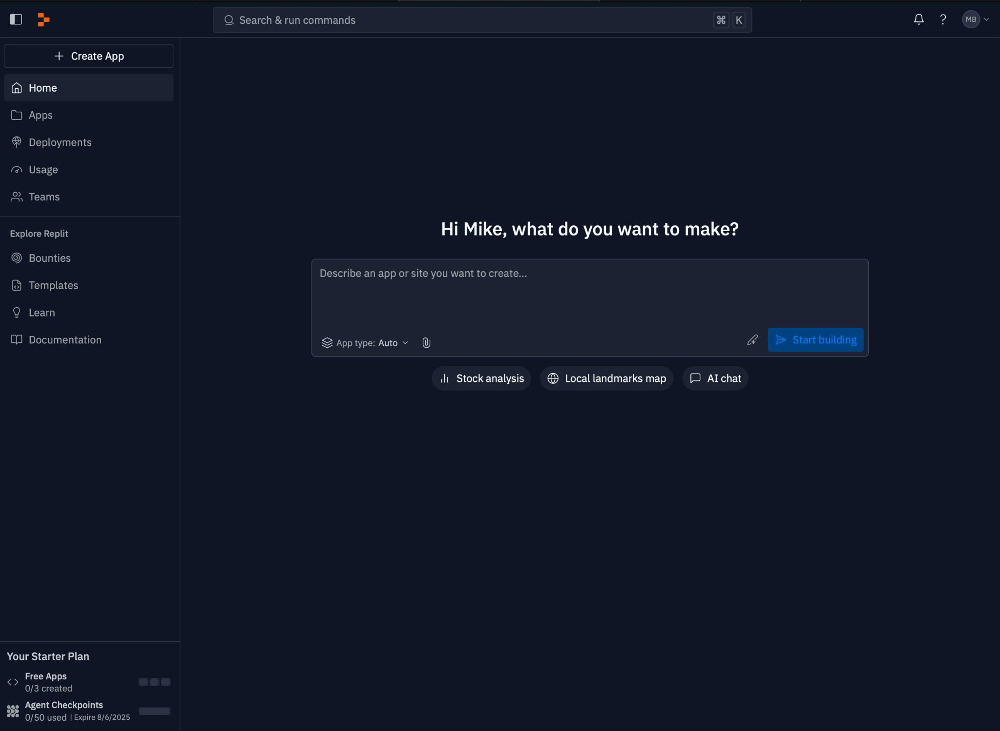 Search & run commands
⌘ K
MB
Create App
Home
Apps
Deployments
Usage
Teams
Explore Replit
Bounties
Templates
Learn
Documentation
Hi Mike, what do you want to make?
Describe an app or site you want to create...
App type: Auto
Start building
Stock analysis
Local landmarks map
AI chat
Your Starter Plan
Free Apps
0/3 created
Agent Checkpoints
0/50 used | Expire 8/6/2025